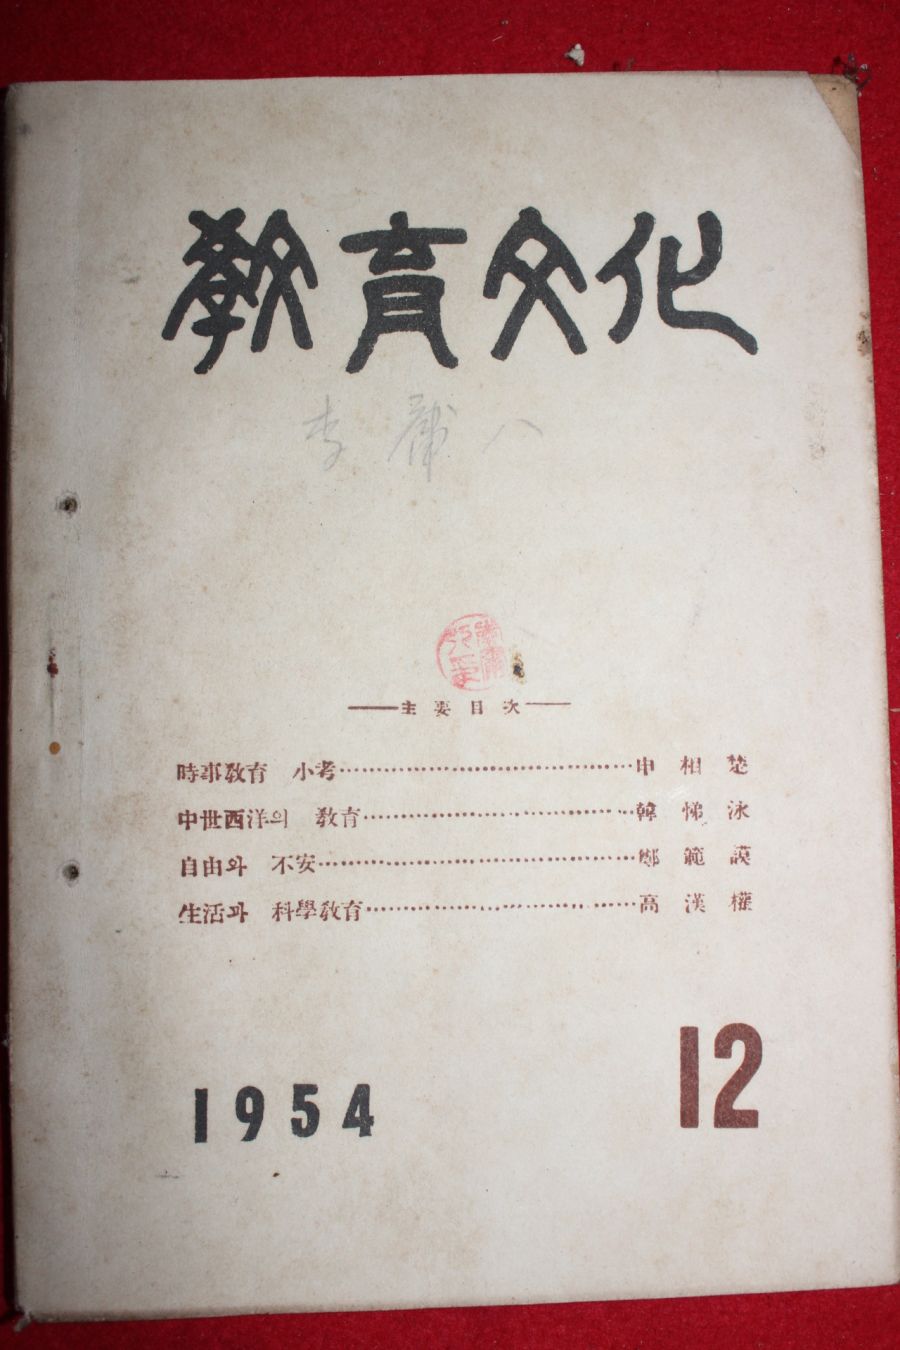 敎育文化
主要目次
時事敎育 小考………申相楚
中世西洋의 敎育………韓悌泳
自由와 不安………鄭範謨
生活과 科學敎育………高漢權
1954
12